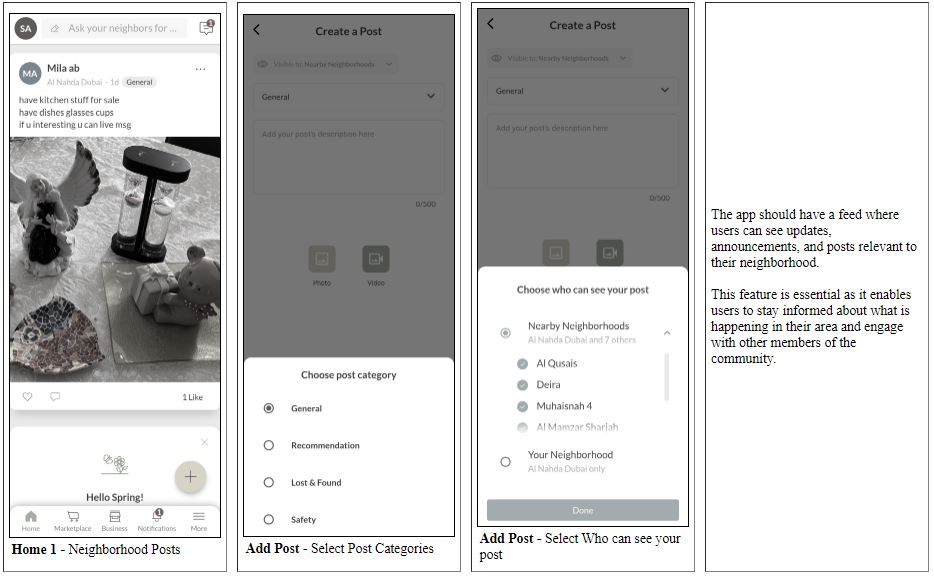 SA
Ask your neighbors for ...
1
MA
Mila ab
...
Al Nahda Dubai · 1d General
have kitchen stuff for sale
have dishes glasses cups
if u interesting u can live msg
1 Like
Hello Spring!
Home
Marketplace
Business
1
Notifications
More
Home 1 - Neighborhood Posts
Create a Post
Visible to: Nearby Neighborhoods
General
Add your post's description here
0/500
Photo
Video
Choose post category
General
Recommendation
Lost & Found
Safety
Add Post - Select Post Categories
Create a Post
Visible to: Nearby Neighborhoods
General
Add your post's description here
0/500
Choose who can see your post
Nearby Neighborhoods
Al Nahda Dubai and 7 others
Al Qusais
Deira
Muhaisnah 4
Al Mamzar Sharjah
Your Neighborhood
Al Nahda Dubai only
Done
Add Post - Select Who can see your
post
The app should have a feed where
users can see updates,
announcements, and posts relevant to
their neighborhood.
This feature is essential as it enables
users to stay informed about what is
happening in their area and engage
with other members of the
community.